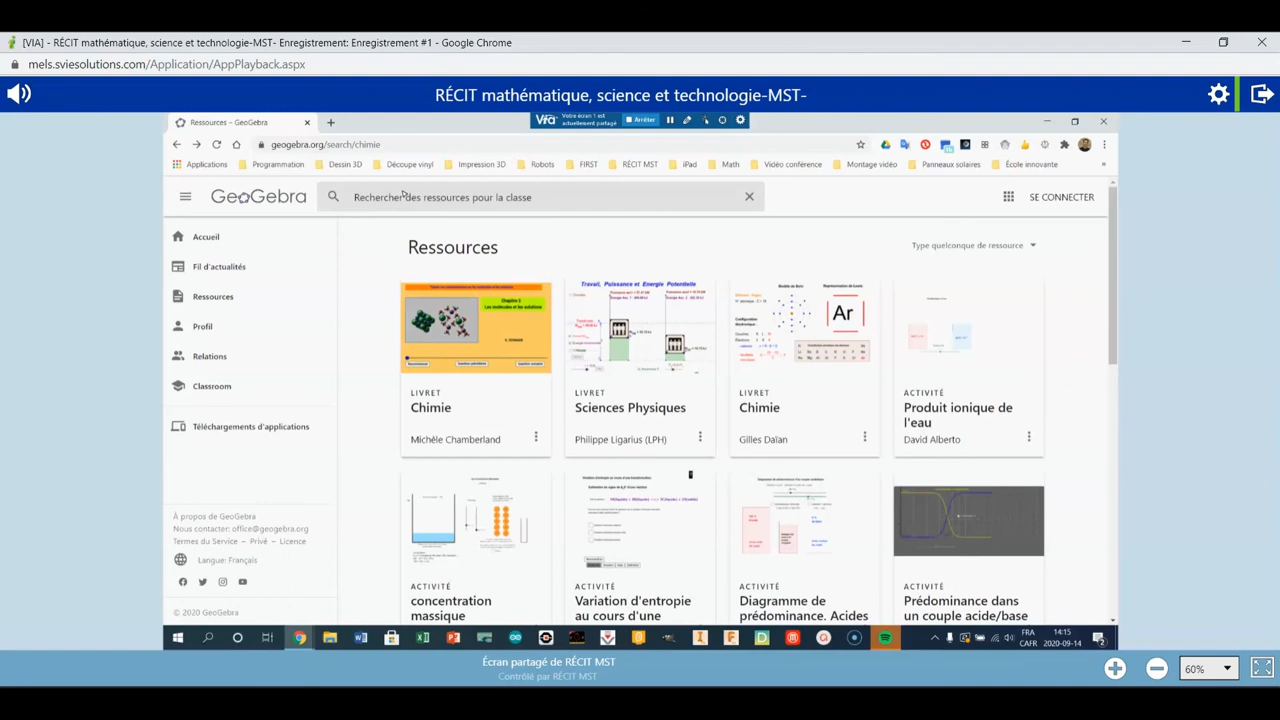 [VIA] - RÉCIT mathématique, science et technologie-MST- Enregistrement: Enregistrement #1 - Google Chrome
mels.sviesolutions.com/Application/AppPlayback.aspx
RÉCIT mathématique, science et technologie-MST-
Ressources – GeoGebra
Votre écran 1 est actuellement partagé
Arrêter
geogebra.org/search/chimie
Applications Programmation Dessin 3D Découpe vinyl Impression 3D Robots FIRST RÉCIT MST iPad Math Vidéo conférence Montage vidéo Panneaux solaires École innovante
GeoGebra
Rechercher des ressources pour la classe
SE CONNECTER
Accueil
Fil d'actualités
Ressources
Profil
Relations
Classroom
Téléchargements d'applications
À propos de GeoGebra
Nous contacter: office@geogebra.org
Termes du Service – Privé – Licence
Langue: Français
© 2020 GeoGebra
Ressources
Type quelconque de ressource
Chapitre 2
Les molécules et les solutions
LIVRET
Chimie
Michèle Chamberland
Travail, Puissance et Energie Potentielle
LIVRET
Sciences Physiques
Philippe Ligarius (LPH)
Modèle de Bohr
Représentation de Lewis
Ar
LIVRET
Chimie
Gilles Daïan
ACTIVITÉ
Produit ionique de
l'eau
David Alberto
ACTIVITÉ
concentration
massique
ACTIVITÉ
Variation d'entropie
au cours d'une
ACTIVITÉ
Diagramme de
prédominance. Acides
ACTIVITÉ
Prédominance dans
un couple acide/base
FRA
CAFR
14:15
2020-09-14
Écran partagé de RÉCIT MST
Contrôlé par RÉCIT MST
60%